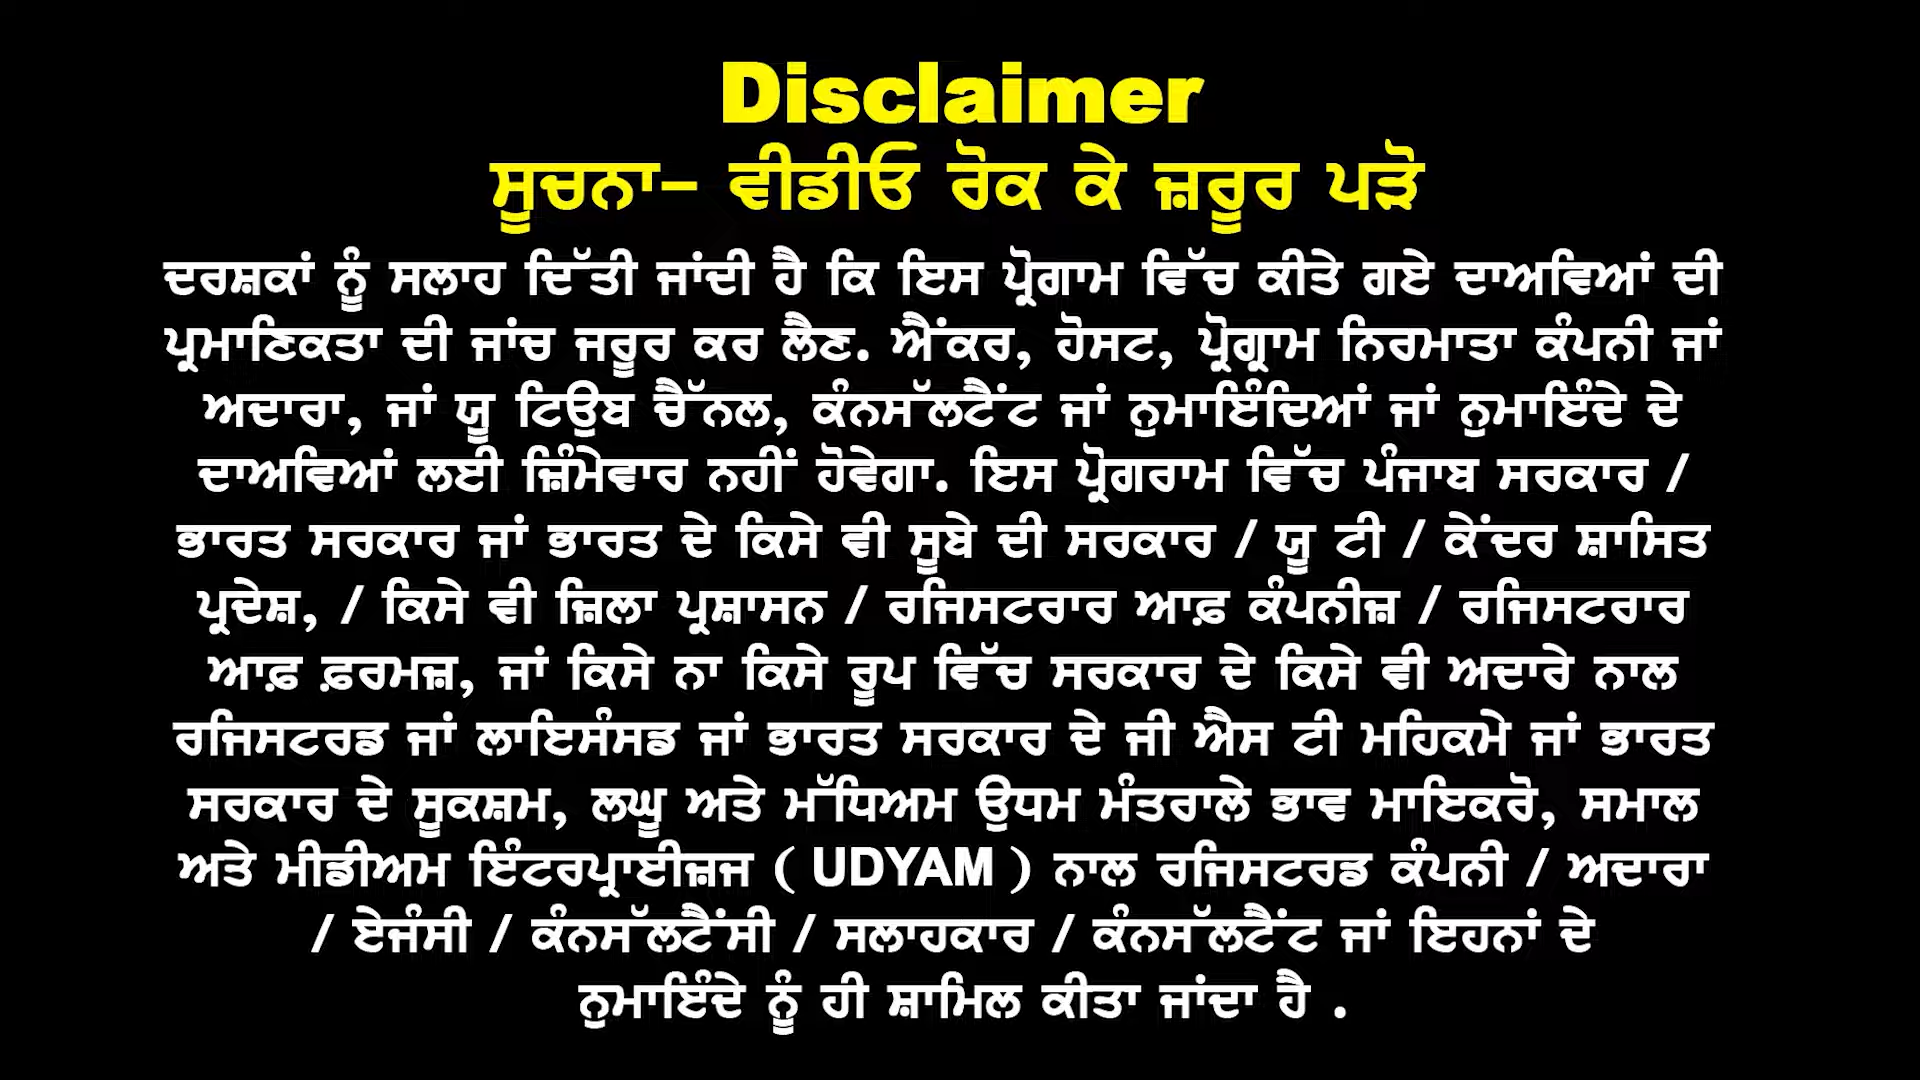 Disclaimer
ਸੂਚਨਾ- ਵੀਡੀਓ ਰੋਕ ਕੇ ਜ਼ਰੂਰ ਪੜੋ
ਦਰਸ਼ਕਾਂ ਨੂੰ ਸਲਾਹ ਦਿੱਤੀ ਜਾਂਦੀ ਹੈ ਕਿ ਇਸ ਪ੍ਰੋਗਾਮ ਵਿੱਚ ਕੀਤੇ ਗਏ ਦਾਅਵਿਆਂ ਦੀ
ਪ੍ਰਮਾਣਿਕਤਾ ਦੀ ਜਾਂਚ ਜਰੂਰ ਕਰ ਲੈਣ. ਐਂਕਰ, ਹੋਸਟ, ਪ੍ਰੋਗ੍ਰਾਮ ਨਿਰਮਾਤਾ ਕੰਪਨੀ ਜਾਂ
ਅਦਾਰਾ, ਜਾਂ ਯੂ ਟਿਉਬ ਚੈੱਨਲ, ਕੰਨਸੱਲਟੈਂਟ ਜਾਂ ਨੁਮਾਇੰਦਿਆਂ ਜਾਂ ਨੁਮਾਇੰਦੇ ਦੇ
ਦਾਅਵਿਆਂ ਲਈ ਜ਼ਿੰਮੇਵਾਰ ਨਹੀਂ ਹੋਵੇਗਾ. ਇਸ ਪ੍ਰੋਗਰਾਮ ਵਿੱਚ ਪੰਜਾਬ ਸਰਕਾਰ /
ਭਾਰਤ ਸਰਕਾਰ ਜਾਂ ਭਾਰਤ ਦੇ ਕਿਸੇ ਵੀ ਸੂਬੇ ਦੀ ਸਰਕਾਰ / ਯੂ ਟੀ / ਕੇਂਦਰ ਸ਼ਾਸਿਤ
ਪ੍ਰਦੇਸ਼, / ਕਿਸੇ ਵੀ ਜ਼ਿਲਾ ਪ੍ਰਸ਼ਾਸਨ / ਰਜਿਸਟਰਾਰ ਆਫ਼ ਕੰਪਨੀਜ਼ / ਰਜਿਸਟਰਾਰ
ਆਫ਼ ਫ਼ਰਮਜ਼, ਜਾਂ ਕਿਸੇ ਨਾ ਕਿਸੇ ਰੂਪ ਵਿੱਚ ਸਰਕਾਰ ਦੇ ਕਿਸੇ ਵੀ ਅਦਾਰੇ ਨਾਲ
ਰਜਿਸਟਰਡ ਜਾਂ ਲਾਇਸੰਸਡ ਜਾਂ ਭਾਰਤ ਸਰਕਾਰ ਦੇ ਜੀ ਐਸ ਟੀ ਮਹਿਕਮੇ ਜਾਂ ਭਾਰਤ
ਸਰਕਾਰ ਦੇ ਸੂਕਸ਼ਮ, ਲਘੂ ਅਤੇ ਮੱਧਿਅਮ ਉਧਮ ਮੰਤਰਾਲੇ ਭਾਵ ਮਾਇਕਰੋ, ਸਮਾਲ
ਅਤੇ ਮੀਡੀਅਮ ਇੰਟਰਪ੍ਰਾਈਜ਼ਜ ( UDYAM ) ਨਾਲ ਰਜਿਸਟਰਡ ਕੰਪਨੀ / ਅਦਾਰਾ
/ ਏਜੰਸੀ / ਕੰਨਸੱਲਟੈਂਸੀ / ਸਲਾਹਕਾਰ / ਕੰਨਸੱਲਟੈਂਟ ਜਾਂ ਇਹਨਾਂ ਦੇ
ਨੁਮਾਇੰਦੇ ਨੂੰ ਹੀ ਸ਼ਾਮਿਲ ਕੀਤਾ ਜਾਂਦਾ ਹੈ .